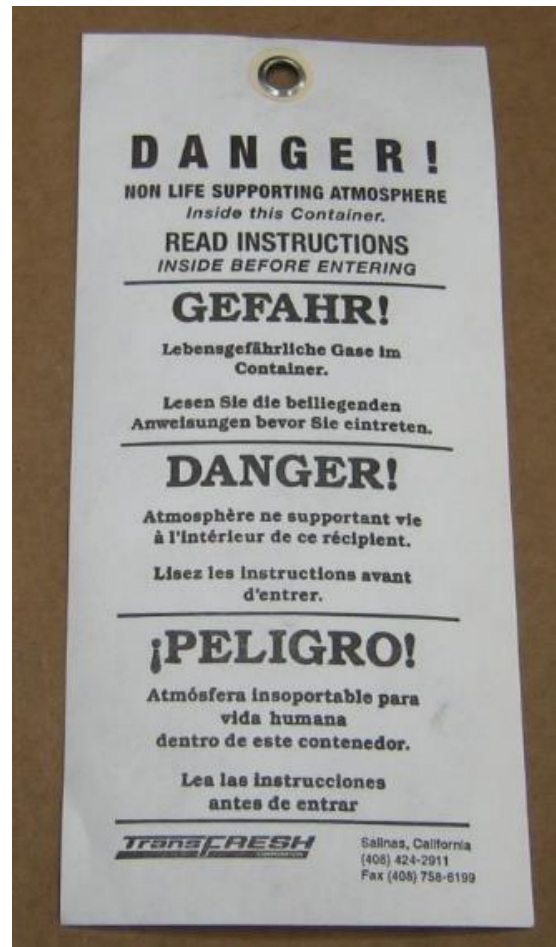 DANGER!
NON LIFE SUPPORTING ATMOSPHERE
Inside this Container.
READ INSTRUCTIONS
INSIDE BEFORE ENTERING
GEFAHR!
Lebensgefährliche Gase im
Container.
Lesen Sie die beiliegenden
Anweisungen bevor Sie eintreten.
DANGER!
Atmosphère ne supportant vie
à l'intérieur de ce récipient.
Lisez les instructions avant
d'entrer.
¡PELIGRO!
Atmósfera insoportable para
vida humana
dentro de este contenedor.
Lea las instrucciones
antes de entrar
TransFRESH
CORPORATION
Salinas, California
(408) 424-2911
Fax (408) 758-6199